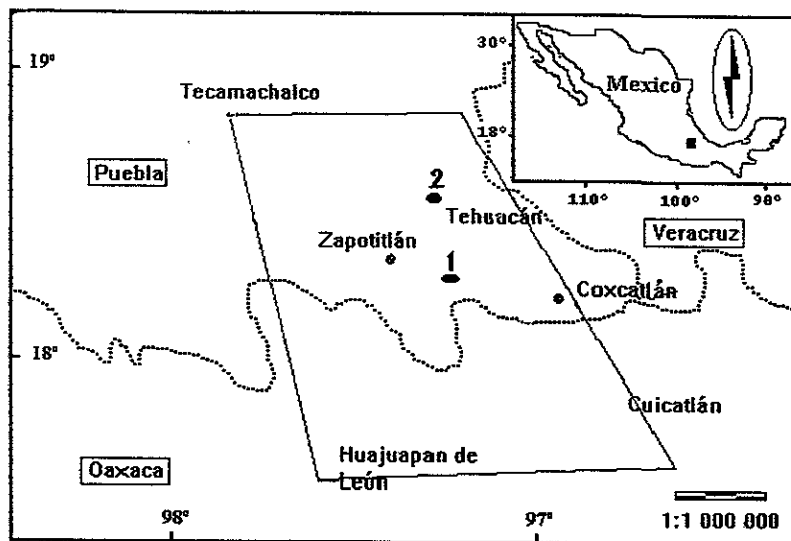 19°
Tecamachalco
30°
Mexico
18°
110°
100°
90°
Puebla
2
Tehuacán
Zapotitlán
1
Veracruz
Coxcatlán
18°
Cuicatlán
Oaxaca
Huajuapan de
León
98°
97°
1:1 000 000